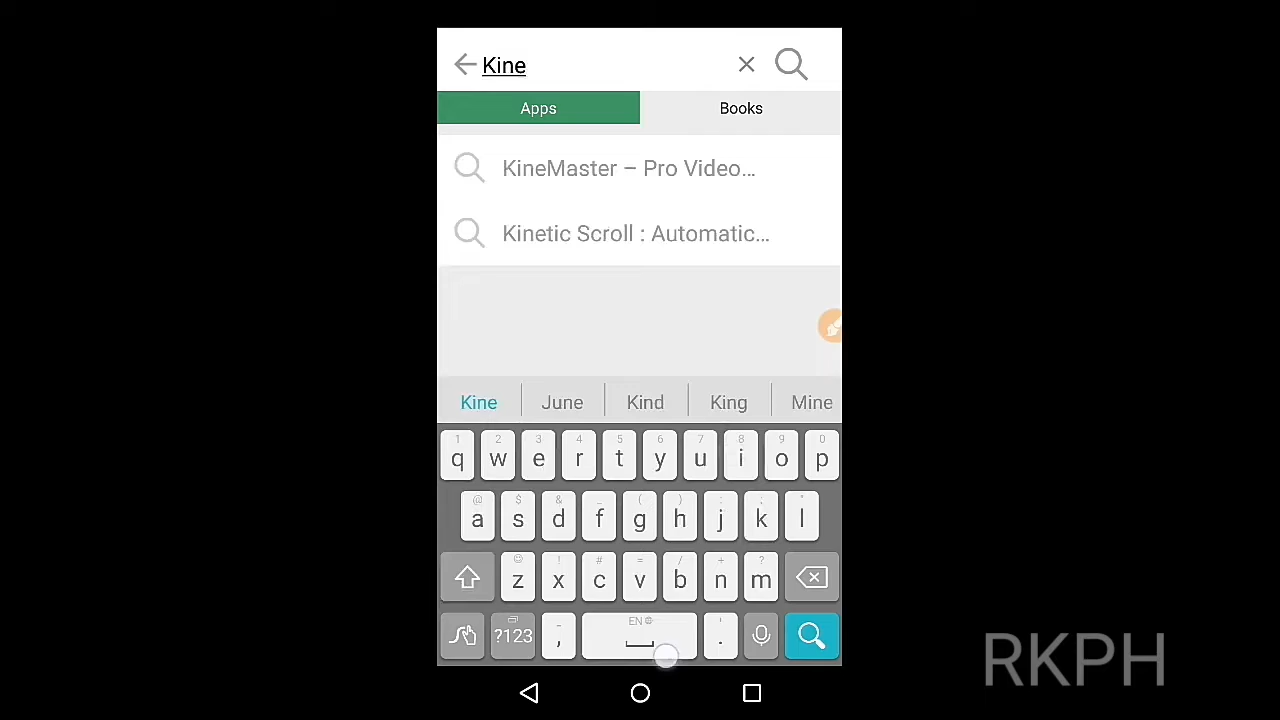 Kine
Apps Books
KineMaster – Pro Video...
Kinetic Scroll : Automatic...
Kine June Kind King Mine
1 2 3 4 5 6 7 8 9 0
q w e r t y u i o p
@ $ & _ ( ) : ; "
a s d f g h j k l
! # = / + ?
z x c v b n m
EN
?123 , .
RKPH